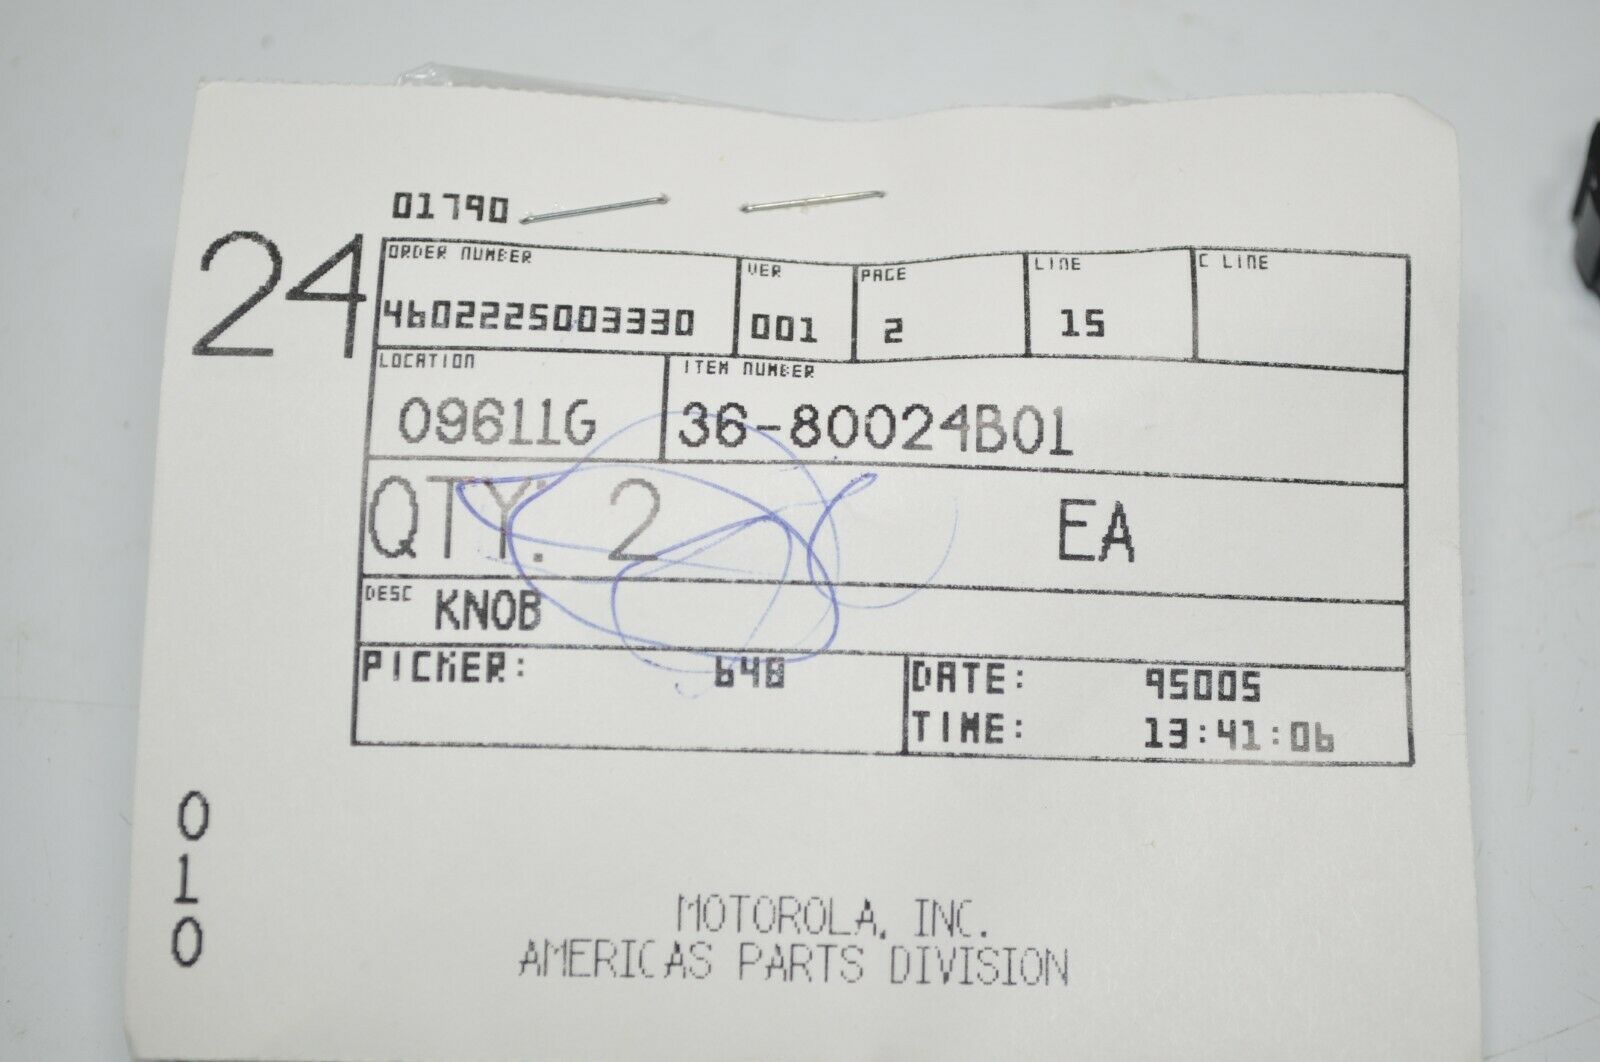 01790
24
ORDER NUMBER VER PAGE LINE C LINE
4602225003330 001 2 15
LOCATION ITEM NUMBER
09611G 36-80024B01
QTY: 2 EA
DESC KNOB
PICKER: 648 DATE: 95005
TIME: 13:41:06
0
1
0
MOTOROLA, INC.
AMERICAS PARTS DIVISION